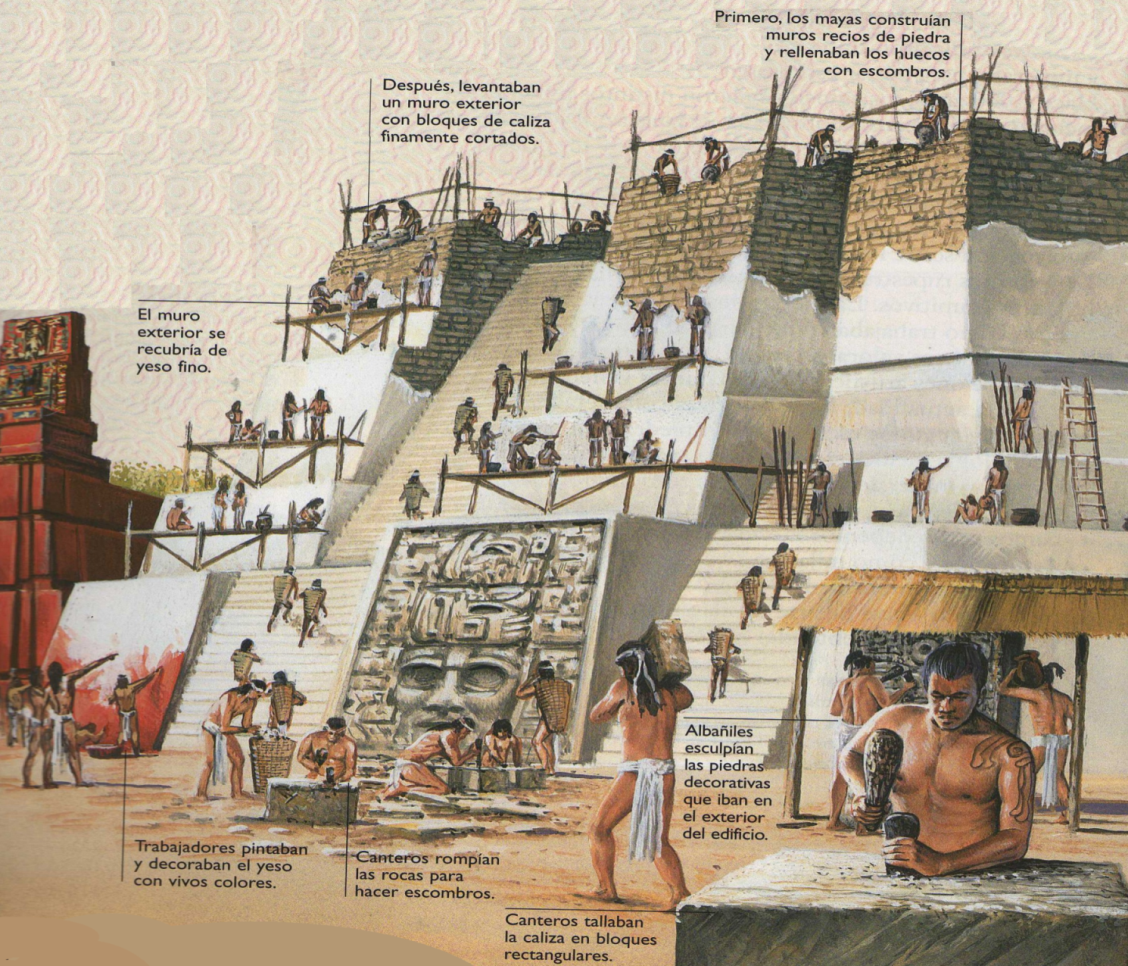 Primero, los mayas construían
muros recios de piedra
y rellenaban los huecos
con escombros.
Después, levantaban
un muro exterior
con bloques de caliza
finamente cortados.
El muro
exterior se
recubría de
yeso fino.
Albañiles
esculpían
las piedras
decorativas
que iban en
el exterior
del edificio.
Trabajadores pintaban
y decoraban el yeso
con vivos colores.
Canteros rompían
las rocas para
hacer escombros.
Canteros tallaban
la caliza en bloques
rectangulares.